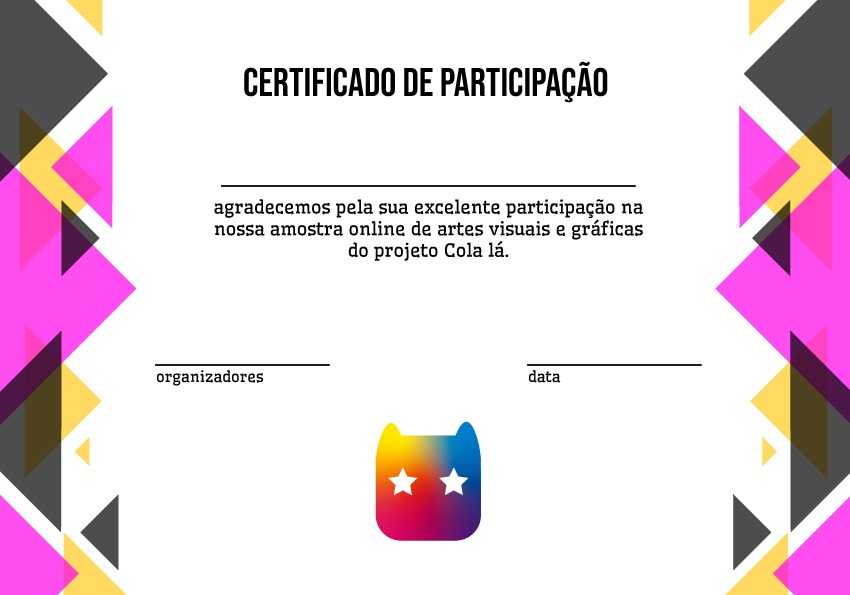 CERTIFICADO DE PARTICIPAÇÃO
agradecemos pela sua excelente participação na
nossa amostra online de artes visuais e gráficas
do projeto Cola lá.
organizadores
data